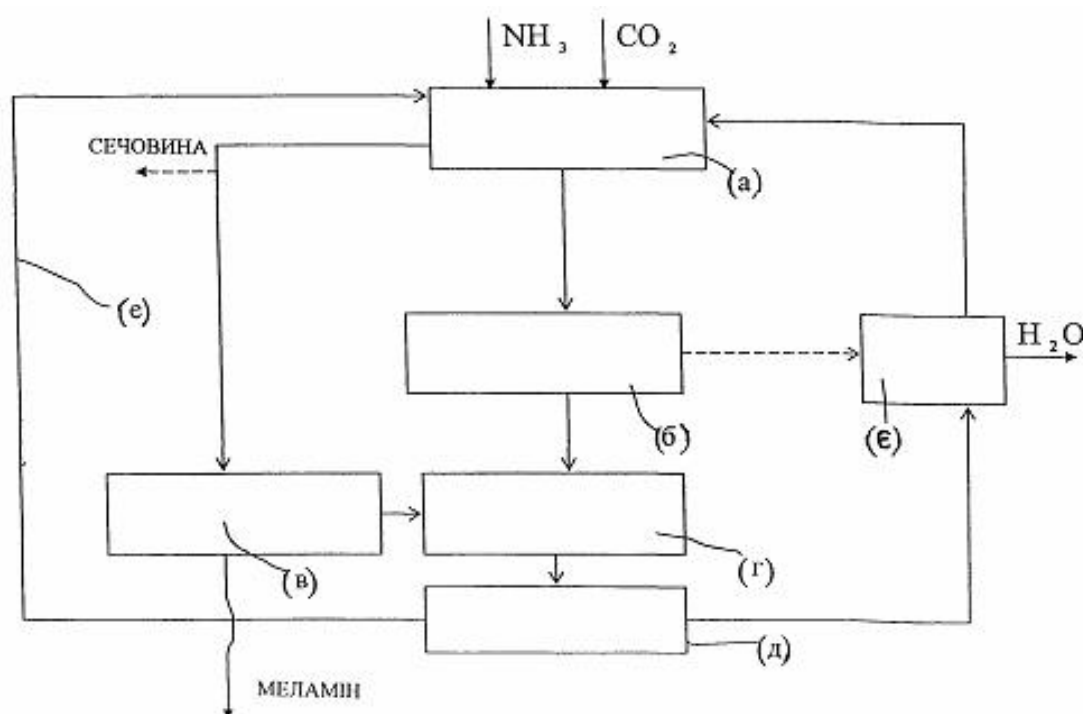 NH₃ CO₂
СЕЧОВИНА
(а)
(е)
H₂O
(б)
(є)
(в)
(г)
(д)
МЕЛАМІН